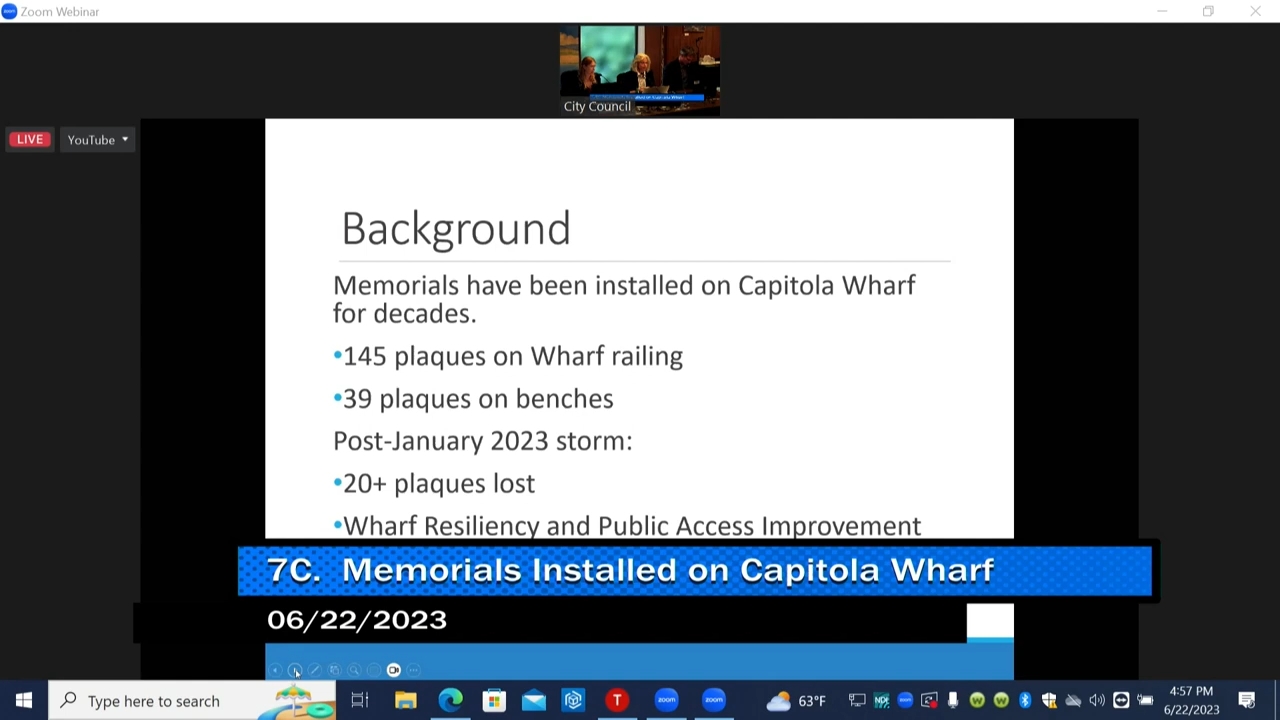 Zoom Webinar
City Council
LIVE
YouTube
Background
Memorials have been installed on Capitola Wharf
for decades.
•145 plaques on Wharf railing
•39 plaques on benches
Post-January 2023 storm:
•20+ plaques lost
•Wharf Resiliency and Public Access Improvement
7C. Memorials Installed on Capitola Wharf
06/22/2023
Type here to search
T
zoom
zoom
63°F
4:57 PM
6/22/2023